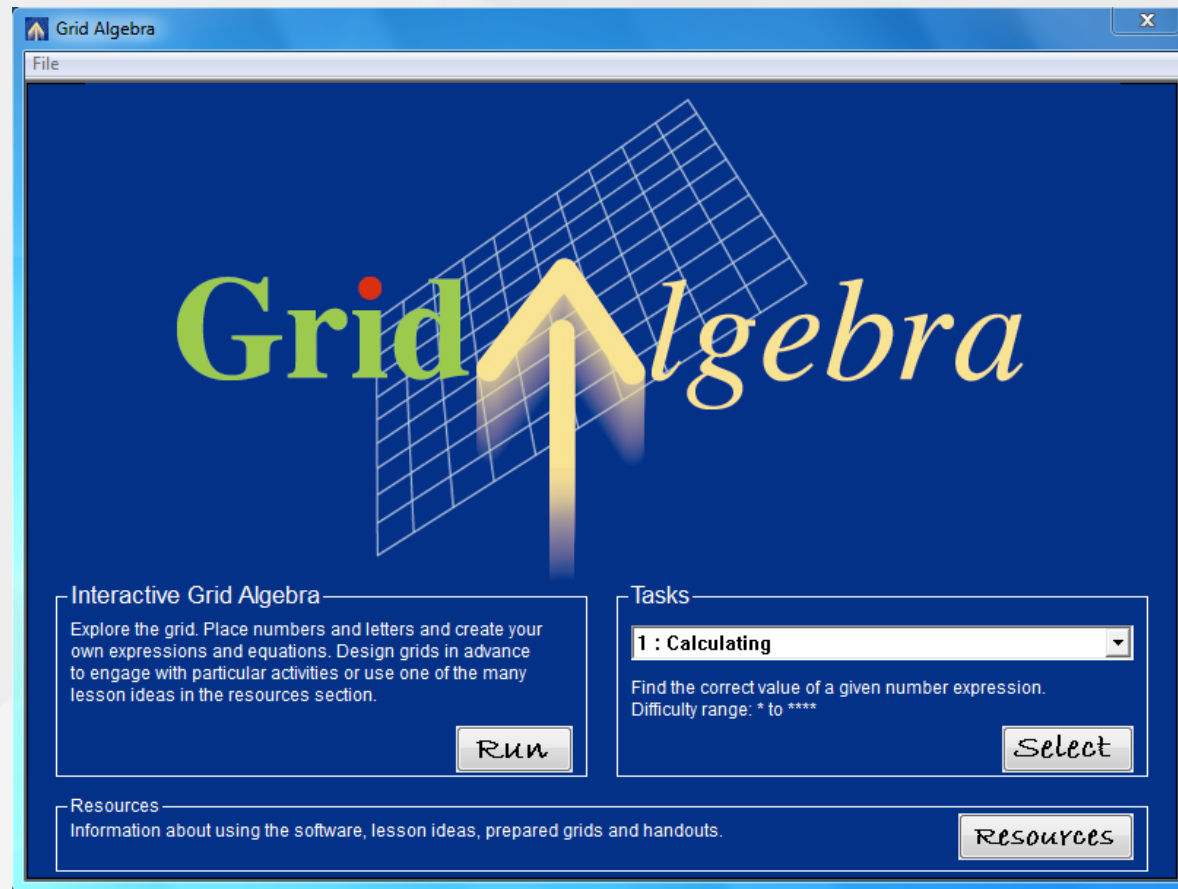 Grid Algebra
File
Grid Algebra
Interactive Grid Algebra
Explore the grid. Place numbers and letters and create your
own expressions and equations. Design grids in advance
to engage with particular activities or use one of the many
lesson ideas in the resources section.
Run
Tasks
1 : Calculating
Find the correct value of a given number expression.
Difficulty range: * to ****
Select
Resources
Information about using the software, lesson ideas, prepared grids and handouts.
Resources